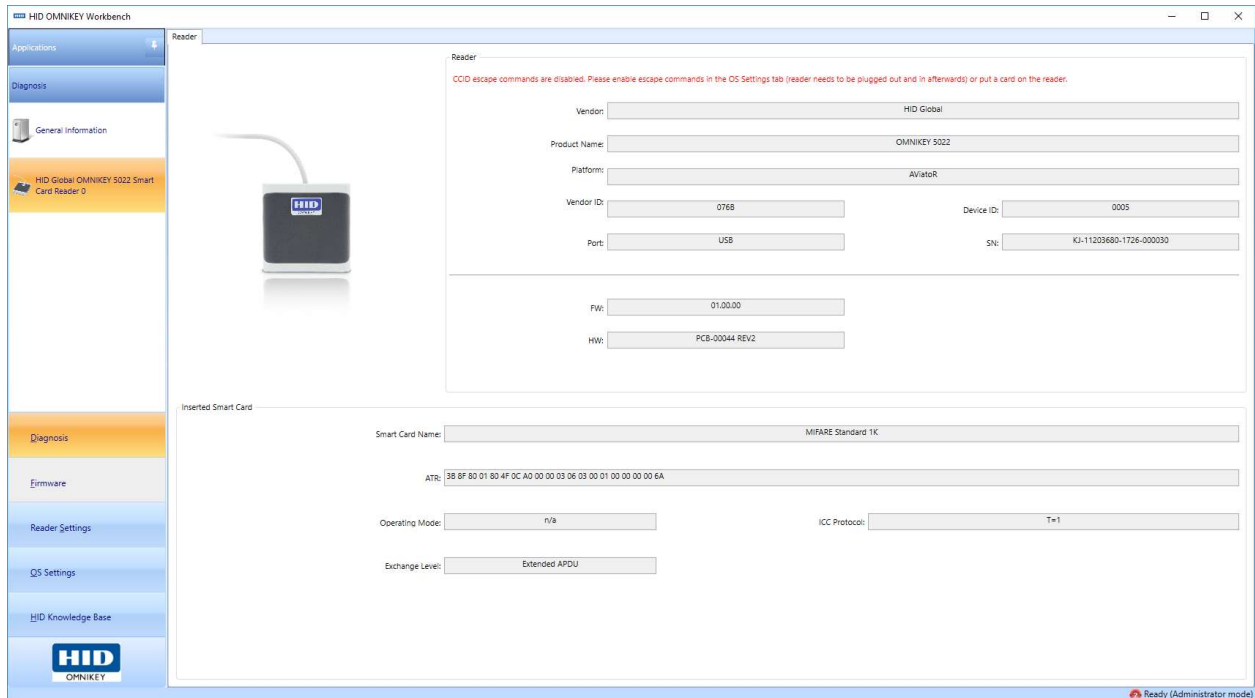 HID OMNIKEY Workbench
Applications
Diagnosis
General Information
HID Global OMNIKEY 5022 Smart
Card Reader 0
Diagnosis
Firmware
Reader Settings
OS Settings
HID Knowledge Base
HID
OMNIKEY
Reader
HID
OMNIKEY
Reader
CCID escape commands are disabled. Please enable escape commands in the OS Settings tab (reader needs to be plugged out and in afterwards) or put a card on the reader.
Vendor: HID Global
Product Name: OMNIKEY 5022
Platform: AViatoR
Vendor ID: 076B Device ID: 0005
Port: USB SN: KJ-11203680-1726-000030
FW: 01.00.00
HW: PCB-00044 REV2
Inserted Smart Card
Smart Card Name: MIFARE Standard 1K
ATR: 3B 8F 80 01 80 4F 0C A0 00 00 03 06 03 00 01 00 00 00 00 6A
Operating Mode: n/a ICC Protocol: T=1
Exchange Level: Extended APDU
Ready (Administrator mode)